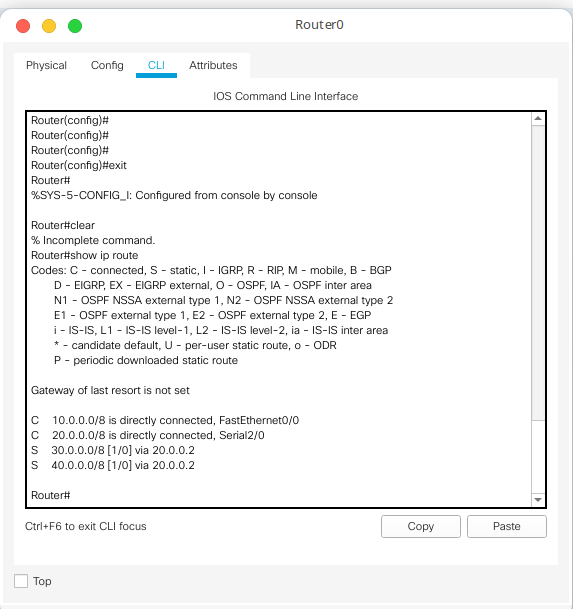 Router0
Physical Config CLI Attributes
IOS Command Line Interface
Router(config)#
Router(config)#
Router(config)#
Router(config)#exit
Router#
%SYS-5-CONFIG_I: Configured from console by console
Router#clear
% Incomplete command.
Router#show ip route
Codes: C - connected, S - static, I - IGRP, R - RIP, M - mobile, B - BGP
D - EIGRP, EX - EIGRP external, O - OSPF, IA - OSPF inter area
N1 - OSPF NSSA external type 1, N2 - OSPF NSSA external type 2
E1 - OSPF external type 1, E2 - OSPF external type 2, E - EGP
i - IS-IS, L1 - IS-IS level-1, L2 - IS-IS level-2, ia - IS-IS inter area
* - candidate default, U - per-user static route, o - ODR
P - periodic downloaded static route
Gateway of last resort is not set
C 10.0.0.0/8 is directly connected, FastEthernet0/0
C 20.0.0.0/8 is directly connected, Serial2/0
S 30.0.0.0/8 [1/0] via 20.0.0.2
S 40.0.0.0/8 [1/0] via 20.0.0.2
Router#
Ctrl+F6 to exit CLI focus
Copy
Paste
Top